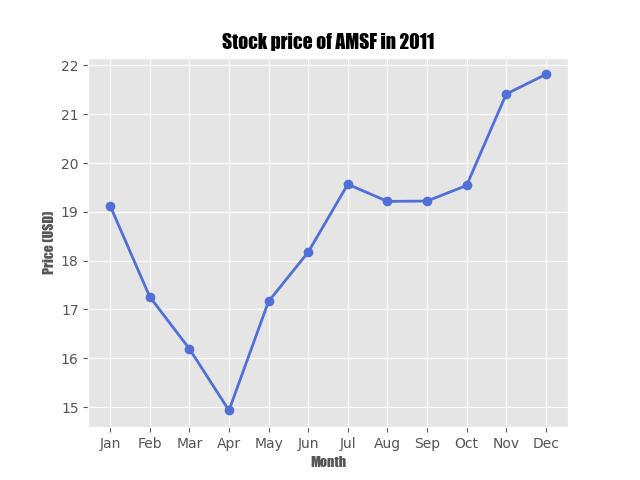 Stock price of AMSF in 2011
22
21
20
19
18
17
16
15
Price (USD)
Jan Feb Mar Apr May Jun Jul Aug Sep Oct Nov Dec
Month